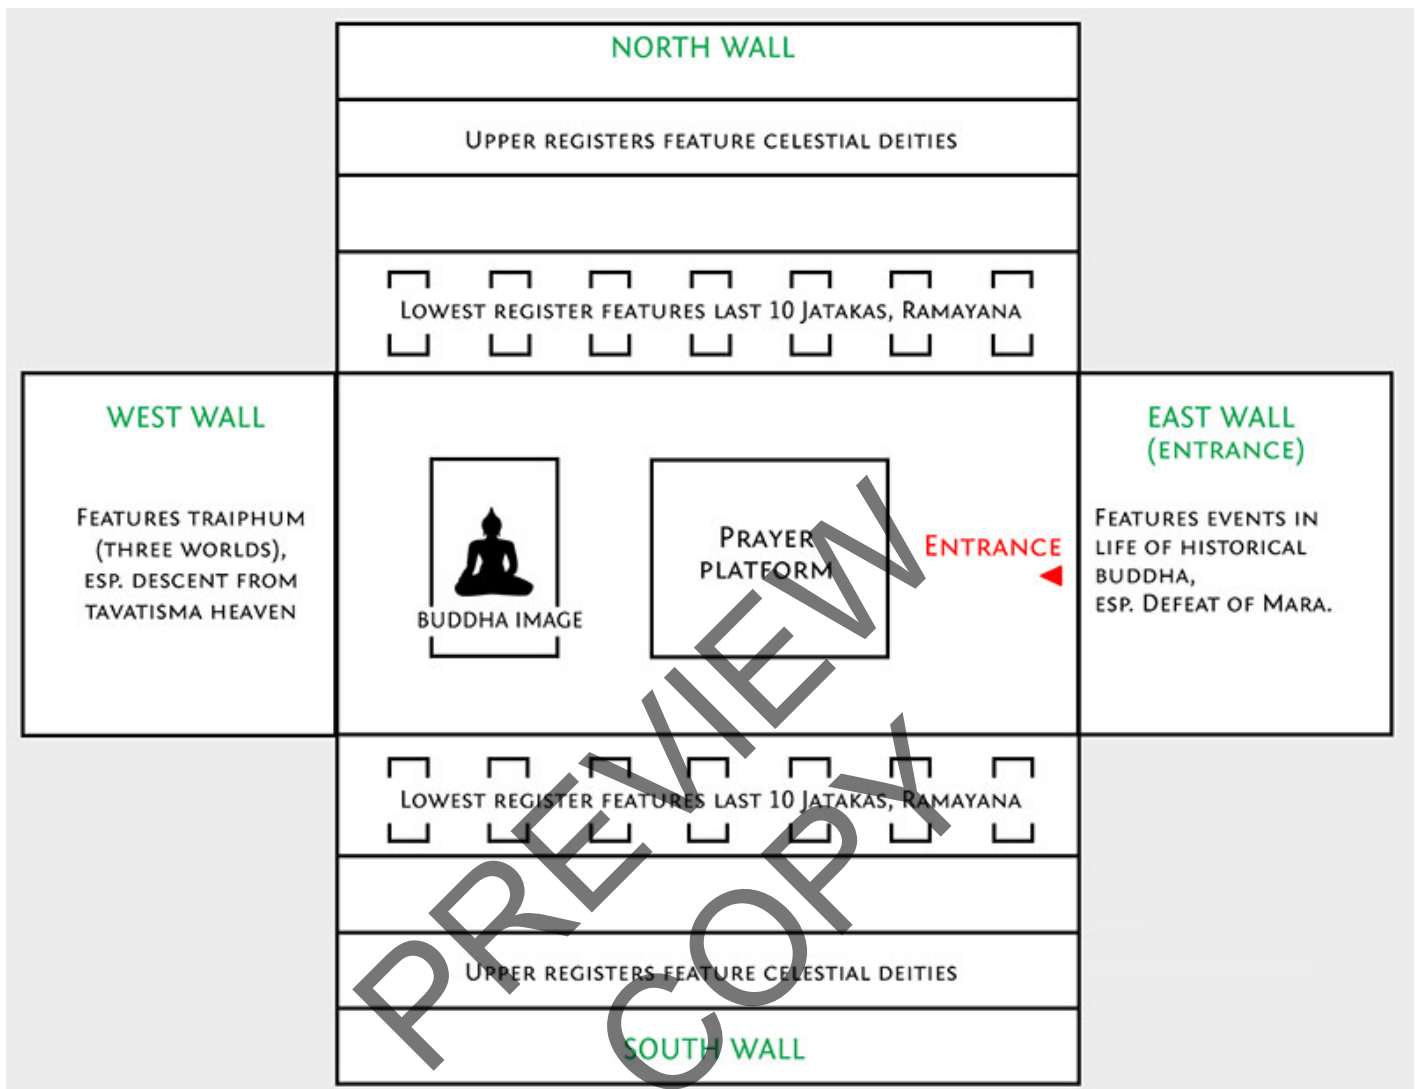 NORTH WALL
UPPER REGISTERS FEATURE CELESTIAL DEITIES
LOWEST REGISTER FEATURES LAST 10 JATAKAS, RAMAYANA
WEST WALL
FEATURES TRAIPHUM
(THREE WORLDS),
ESP. DESCENT FROM
TAVATISMA HEAVEN
BUDDHA IMAGE
PRAYER
PLATFORM
ENTRANCE
EAST WALL
(ENTRANCE)
FEATURES EVENTS IN
LIFE OF HISTORICAL
BUDDHA,
ESP. DEFEAT OF MARA.
LOWEST REGISTER FEATURES LAST 10 JATAKAS, RAMAYANA
UPPER REGISTERS FEATURE CELESTIAL DEITIES
SOUTH WALL
PREVIEW
COPY